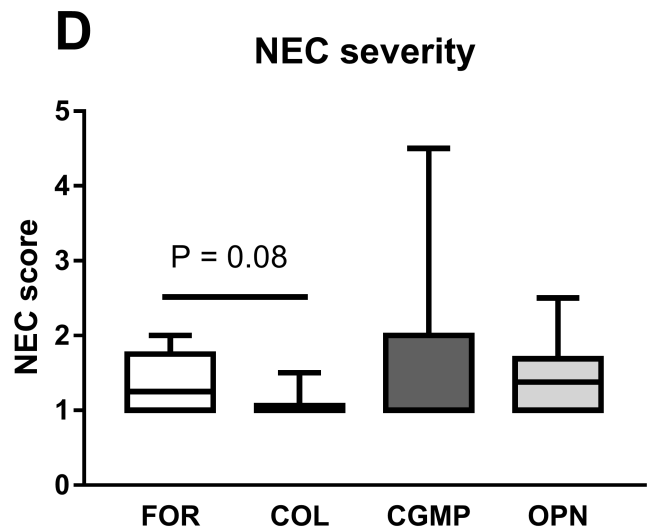 D
NEC severity
NEC score
5
4
3
2
1
0
P = 0.08
FOR COL CGMP OPN